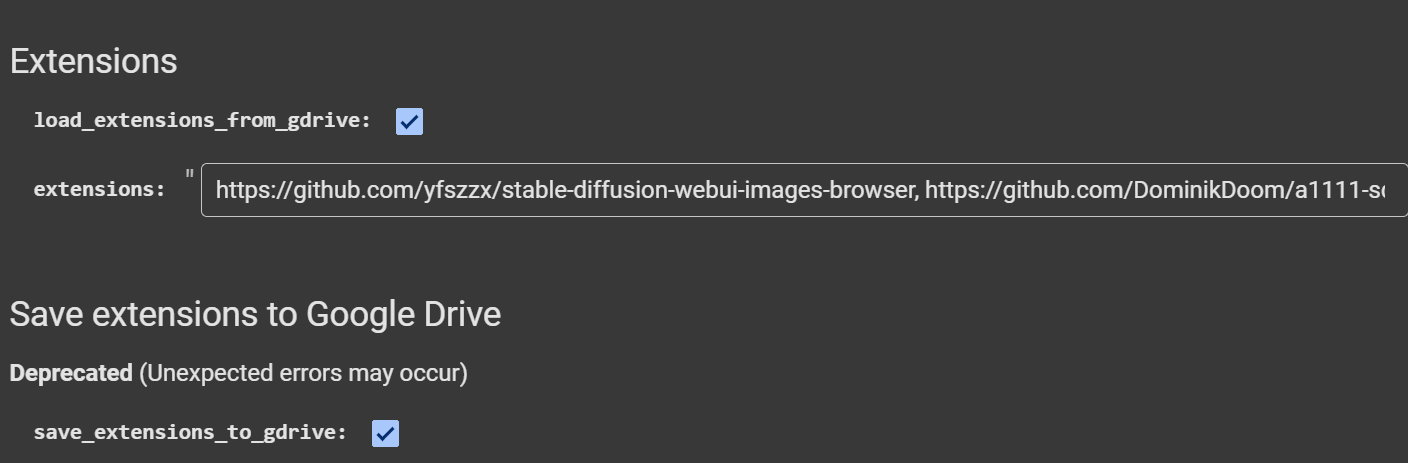 Extensions
load_extensions_from_gdrive:
extensions: " https://github.com/yfszzx/stable-diffusion-webui-images-browser, https://github.com/DominikDoom/a1111-s
Save extensions to Google Drive
Deprecated (Unexpected errors may occur)
save_extensions_to_gdrive: